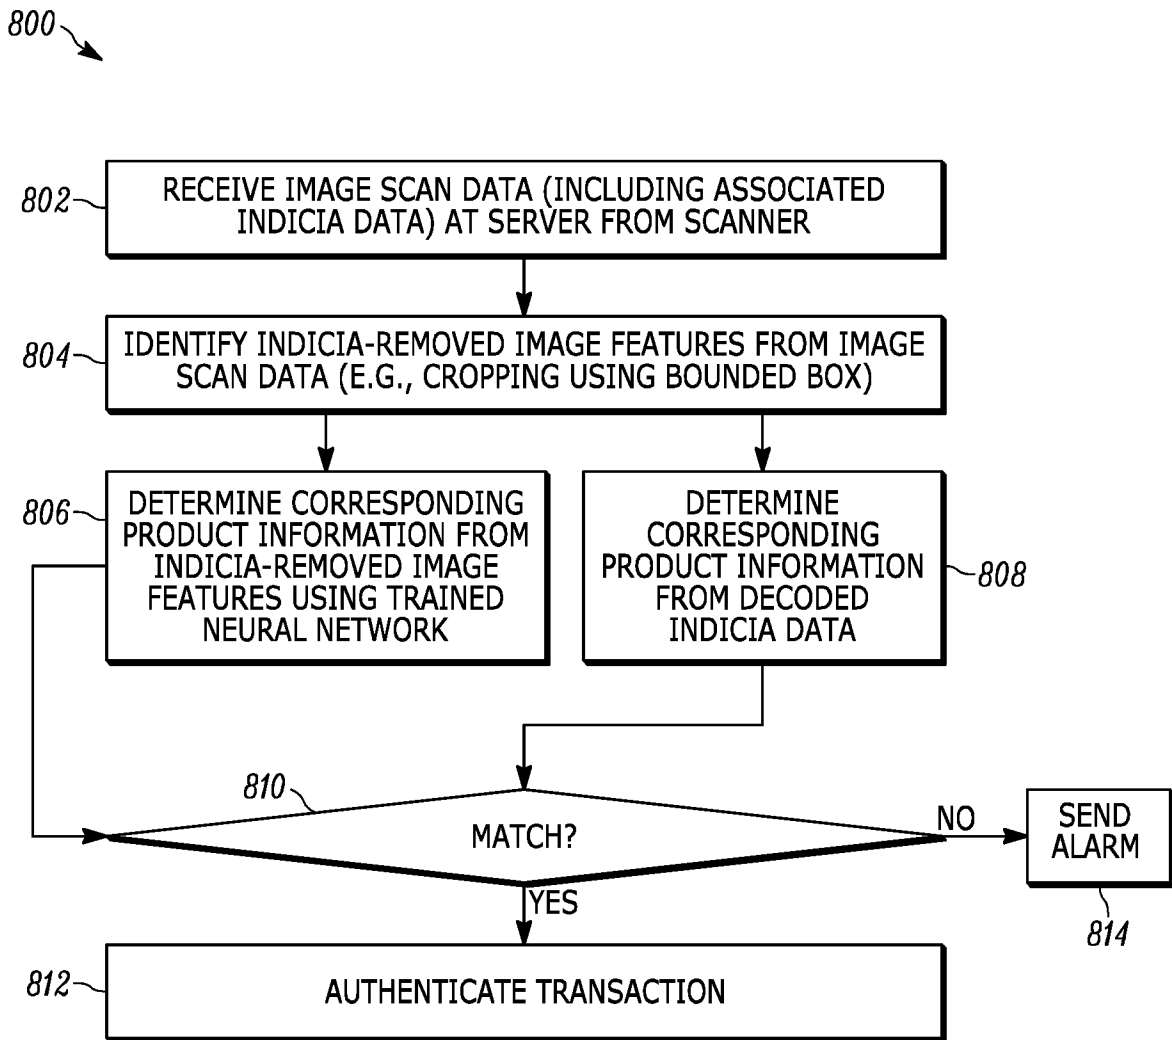 800
802
RECEIVE IMAGE SCAN DATA (INCLUDING ASSOCIATED
INDICIA DATA) AT SERVER FROM SCANNER
804
IDENTIFY INDICIA-REMOVED IMAGE FEATURES FROM IMAGE
SCAN DATA (E.G., CROPPING USING BOUNDED BOX)
806
DETERMINE CORRESPONDING
PRODUCT INFORMATION FROM
INDICIA-REMOVED IMAGE
FEATURES USING TRAINED
NEURAL NETWORK
DETERMINE
CORRESPONDING
PRODUCT INFORMATION
FROM DECODED
INDICIA DATA
808
810
MATCH?
NO
SEND
ALARM
814
YES
812
AUTHENTICATE TRANSACTION